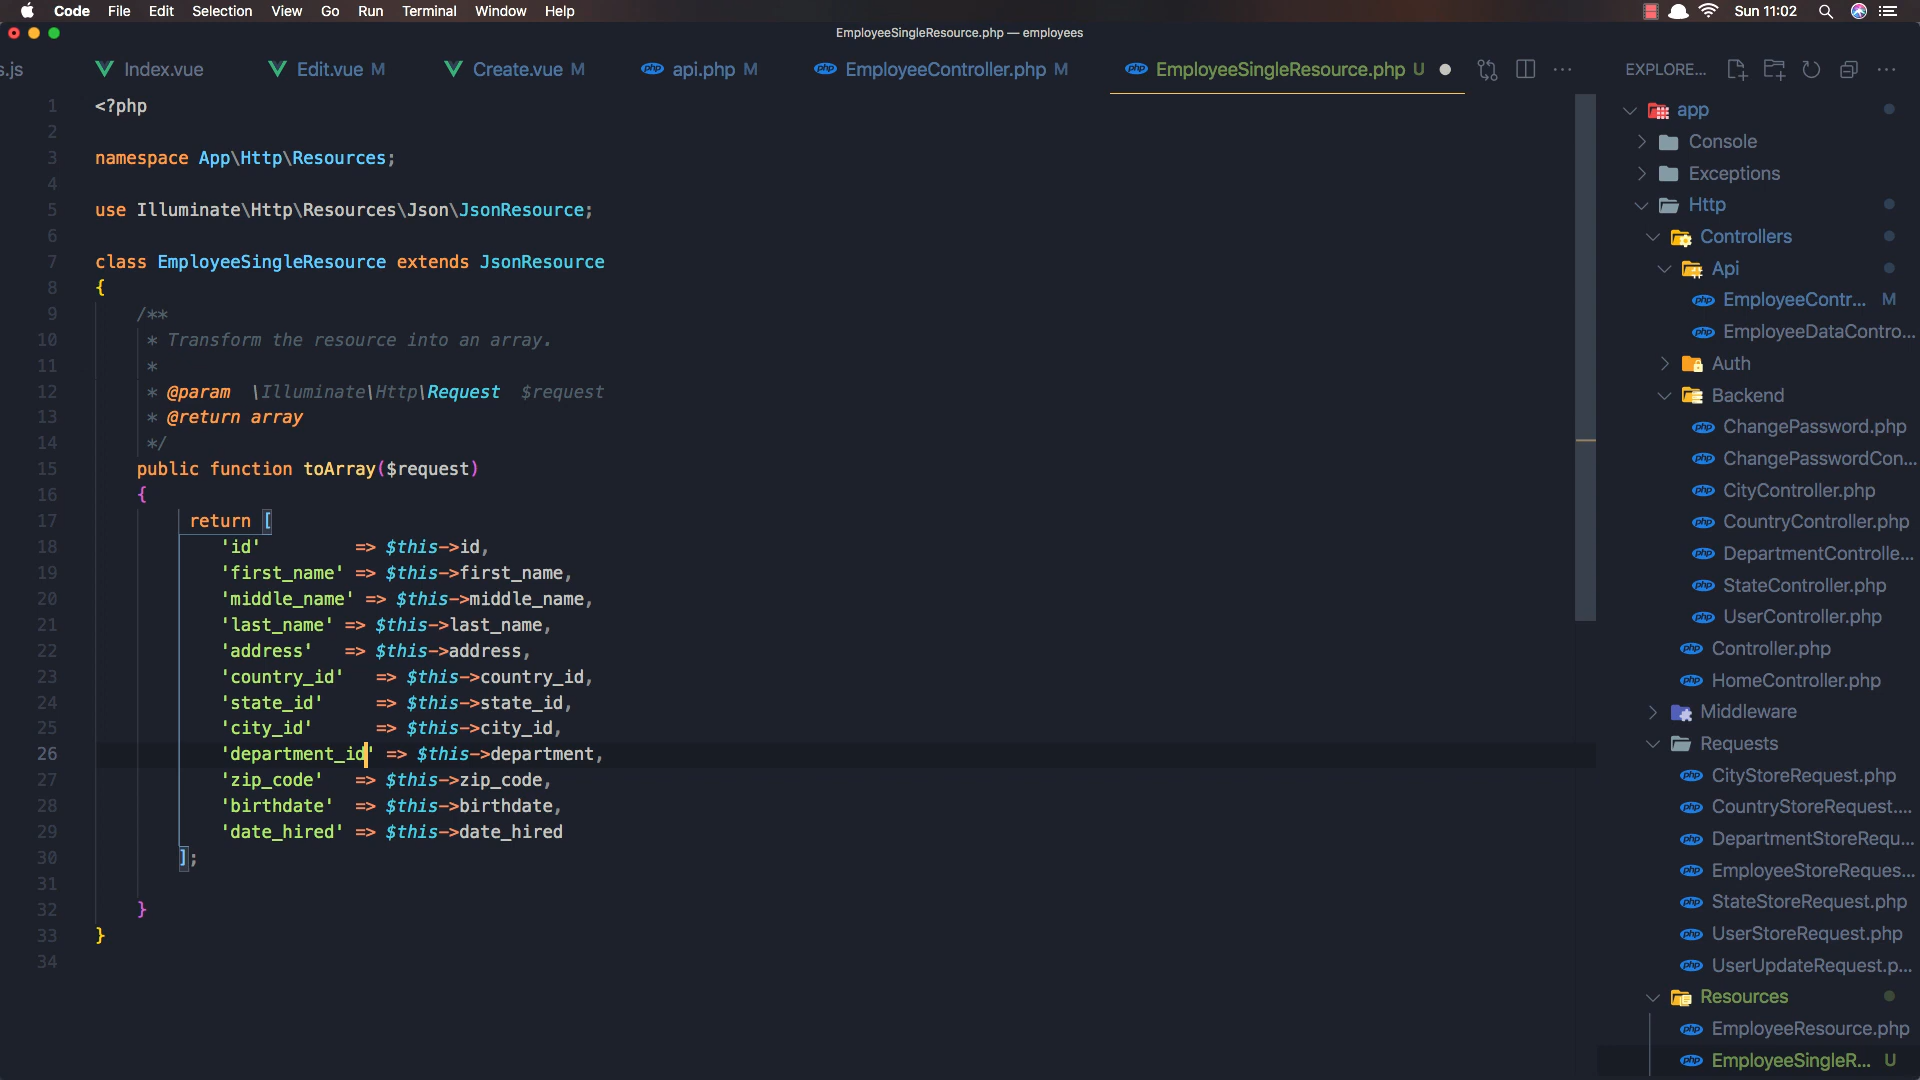 Code File Edit Selection View Go Run Terminal Window Help Sun 11:02
EmployeeSingleResource.php — employees
s.js Index.vue Edit.vue M Create.vue M api.php M EmployeeController.php M EmployeeSingleResource.php U EXPLORE...
1 <?php
2
3 namespace App\Http\Resources;
4
5 use Illuminate\Http\Resources\Json\JsonResource;
6
7 class EmployeeSingleResource extends JsonResource
8 {
9 /**
10 * Transform the resource into an array.
11 *
12 * @param \Illuminate\Http\Request $request
13 * @return array
14 */
15 public function toArray($request)
16 {
17 return [
18 'id' => $this->id,
19 'first_name' => $this->first_name,
20 'middle_name' => $this->middle_name,
21 'last_name' => $this->last_name,
22 'address' => $this->address,
23 'country_id' => $this->country_id,
24 'state_id' => $this->state_id,
25 'city_id' => $this->city_id,
26 'department_id' => $this->department,
27 'zip_code' => $this->zip_code,
28 'birthdate' => $this->birthdate,
29 'date_hired' => $this->date_hired
30 ];
31
32 }
33 }
34
app
Console
Exceptions
Http
Controllers
Api
EmployeeContr... M
EmployeeDataContro...
Auth
Backend
ChangePassword.php
ChangePasswordCon...
CityController.php
CountryController.php
DepartmentControlle...
StateController.php
UserController.php
Controller.php
HomeController.php
Middleware
Requests
CityStoreRequest.php
CountryStoreRequest....
DepartmentStoreRequ...
EmployeeStoreReques...
StateStoreRequest.php
UserStoreRequest.php
UserUpdateRequest.p...
Resources
EmployeeResource.php
EmployeeSingleR... U